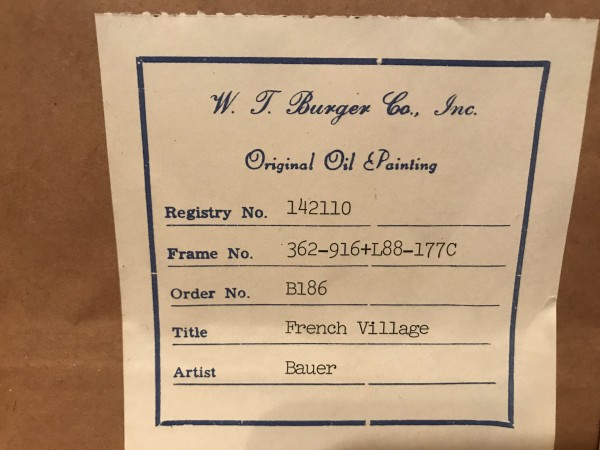 W. T. Burger Co., Inc.
Original Oil Painting
Registry No. 142110
Frame No. 362-916+L88-177C
Order No. B186
Title French Village
Artist Bauer